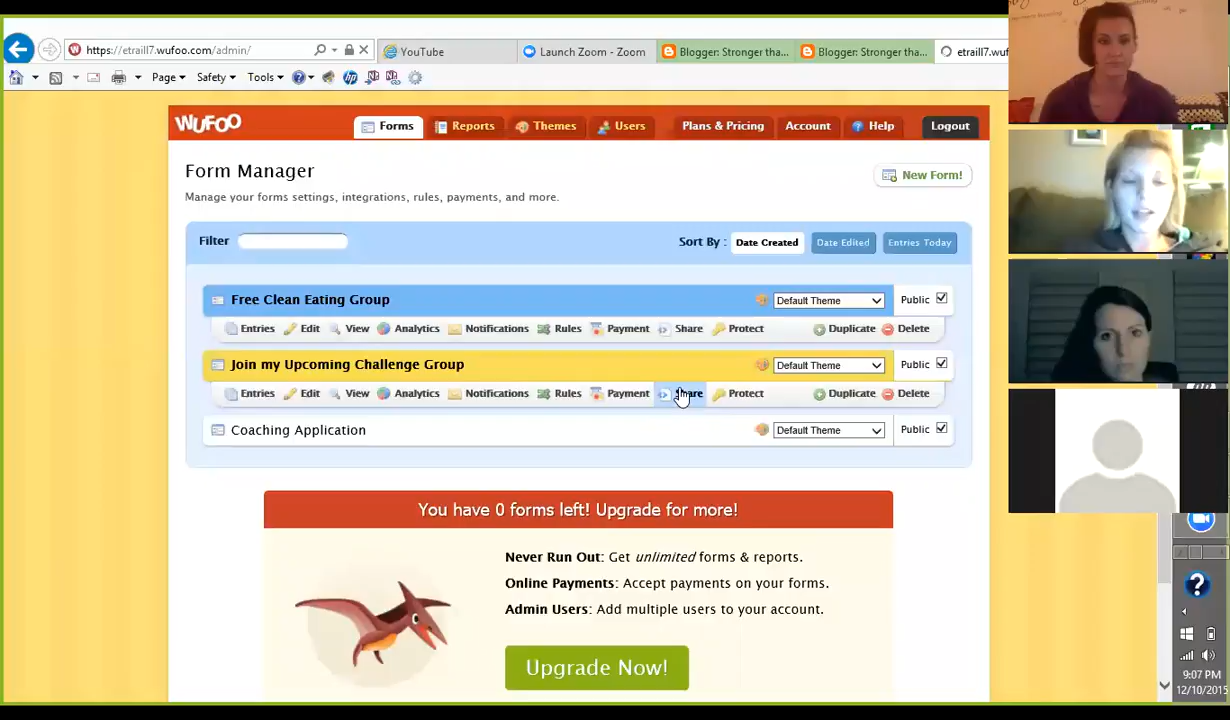 https://etraill7.wufoo.com/admin/
YouTube
Launch Zoom - Zoom
Blogger: Stronger tha...
Blogger: Stronger tha...
etraill7.wufo
Page
Safety
Tools
WUFOO
Forms
Reports
Themes
Users
Plans & Pricing
Account
Help
Logout
Form Manager
New Form!
Manage your forms settings, integrations, rules, payments, and more.
Filter
Sort By :
Date Created
Date Edited
Entries Today
Free Clean Eating Group
Default Theme
Public
Entries Edit View Analytics Notifications Rules Payment Share Protect Duplicate Delete
Join my Upcoming Challenge Group
Default Theme
Public
Entries Edit View Analytics Notifications Rules Payment Share Protect Duplicate Delete
Coaching Application
Default Theme
Public
You have 0 forms left! Upgrade for more!
Never Run Out: Get unlimited forms & reports.
Online Payments: Accept payments on your forms.
Admin Users: Add multiple users to your account.
Upgrade Now!
9:07 PM
12/10/2015